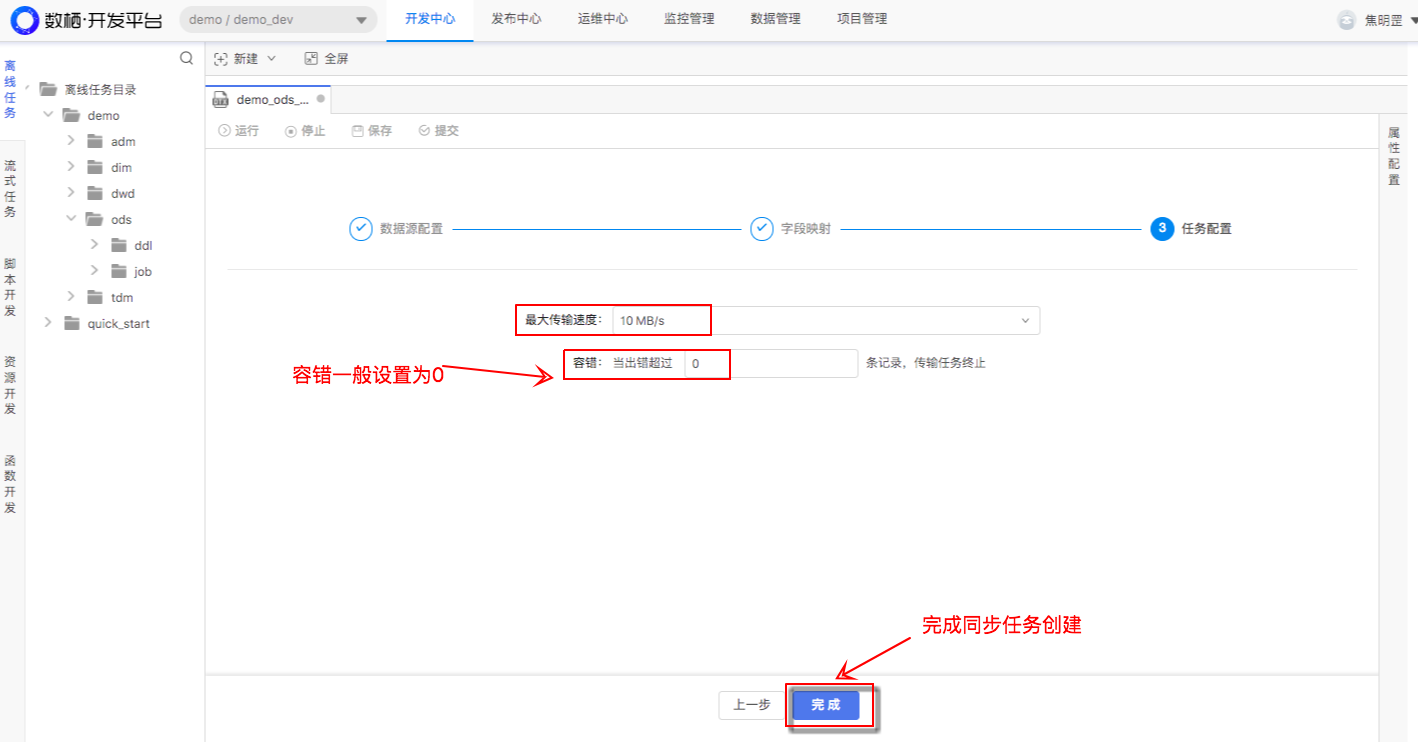 数栖·开发平台
demo / demo_dev
开发中心
发布中心
运维中心
监控管理
数据管理
项目管理
焦明罡
离线任务
流式任务
脚本开发
资源开发
函数开发
离线任务目录
demo
adm
dim
dwd
ods
ddl
job
tdm
quick_start
新建
全屏
DTX
demo_ods_...
运行
停止
保存
提交
属性配置
数据源配置
字段映射
3 任务配置
最大传输速度: 10 MB/s
容错: 当出错超过 0 条记录，传输任务终止
容错一般设置为0
完成同步任务创建
上一步
完成